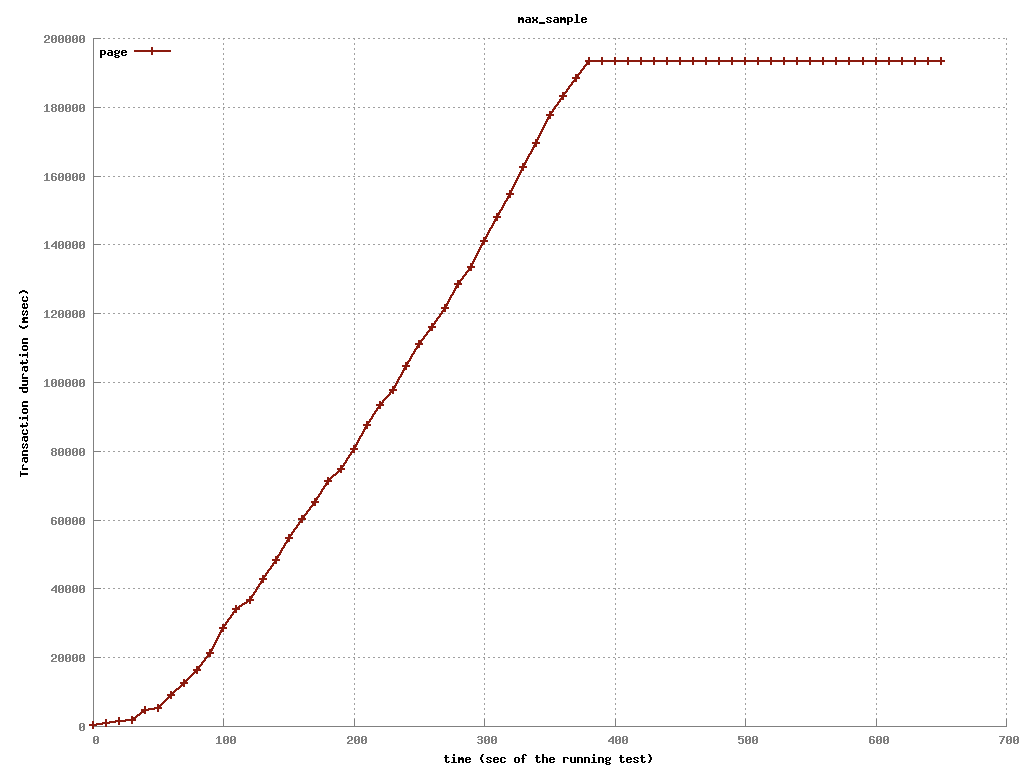 max_sample
page
200000
180000
160000
140000
120000
100000
80000
60000
40000
20000
0
Transaction duration (msec)
0 100 200 300 400 500 600 700
time (sec of the running test)